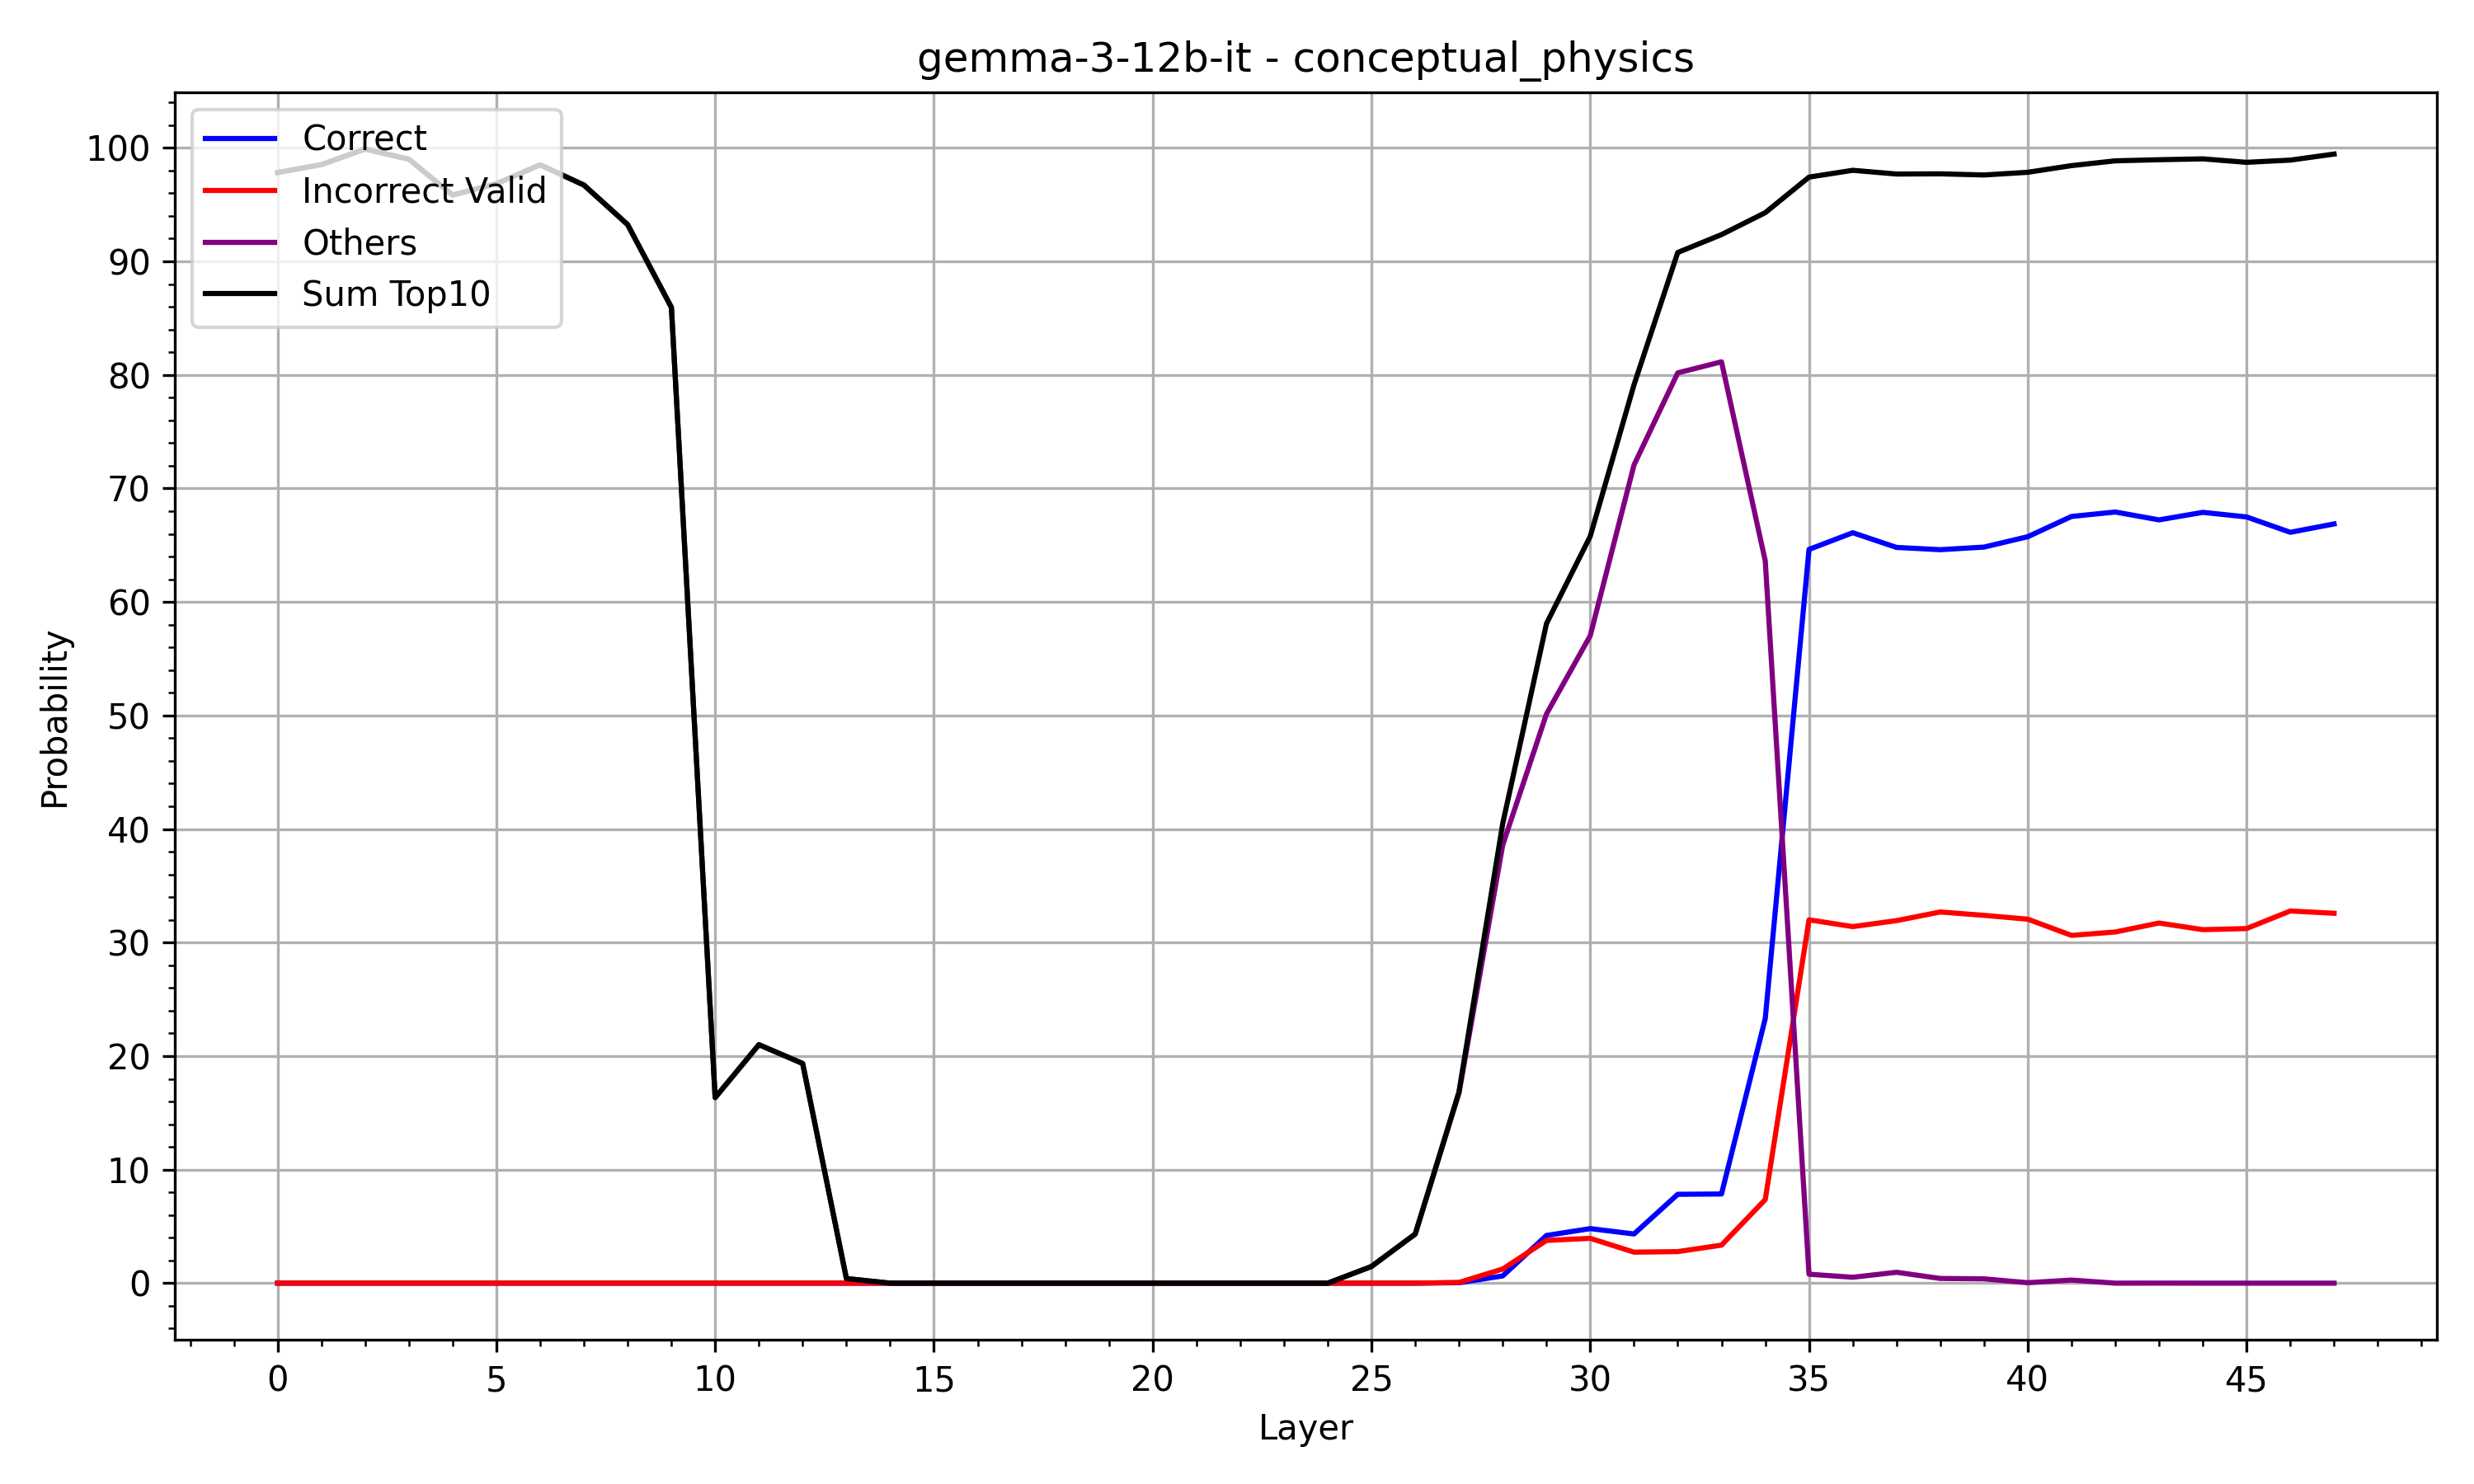 gemma-3-12b-it - conceptual_physics
Correct
Incorrect Valid
Others
Sum Top10
100
90
80
70
60
50
40
30
20
10
0
Probability
0 5 10 15 20 25 30 35 40 45
Layer